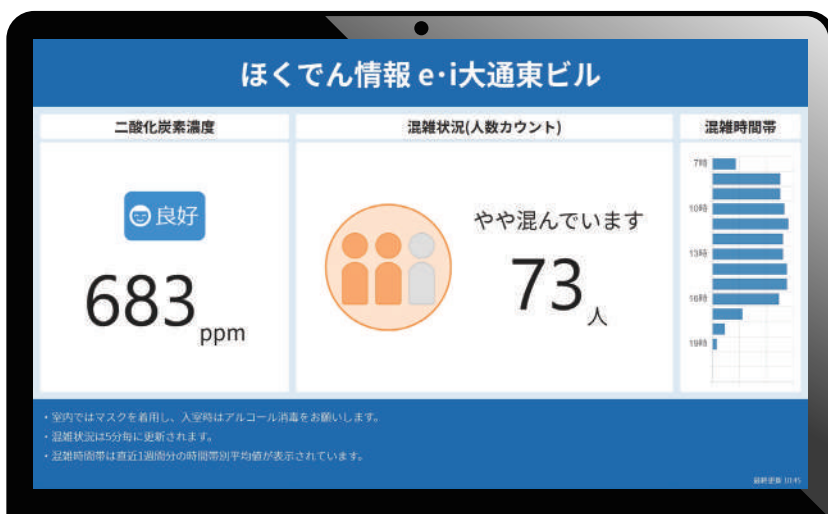 ほくでん情報 e・i大通東ビル
二酸化炭素濃度
良好
683 ppm
混雑状況(人数カウント)
やや混んでいます
73 人
混雑時間帯
7時
10時
13時
16時
19時
・室内ではマスクを着用し、入室時はアルコール消毒をお願いします。
・混雑状況は5分毎に更新されます。
・混雑時間帯は直近1週間分の時間帯別平均値が表示されています。
最終更新 10:45